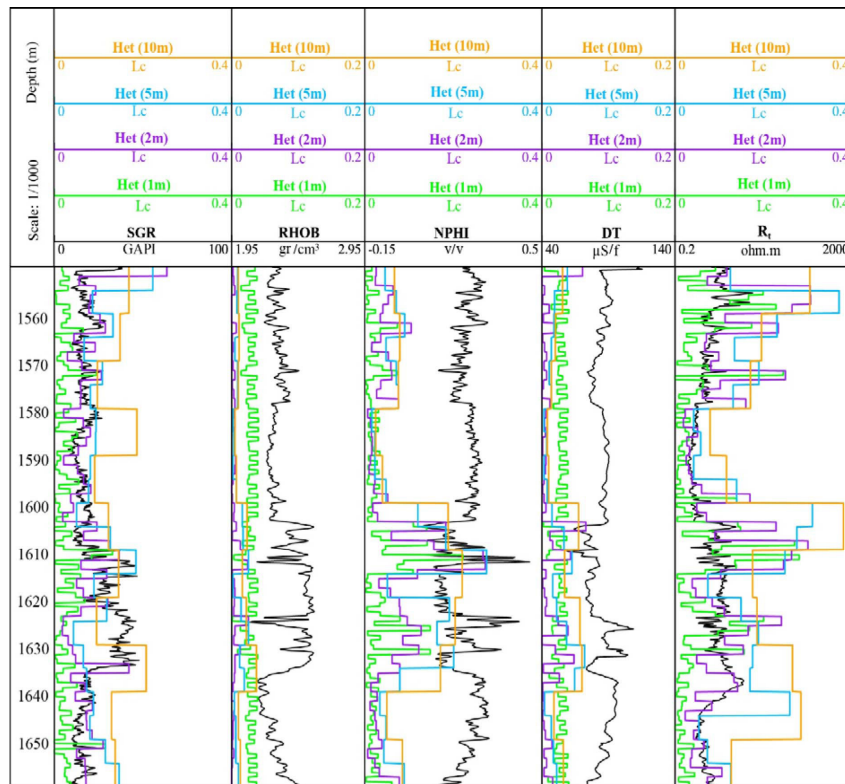 Depth (m)
Scale: 1/1000
Het (10m) Het (10m) Het (10m) Het (10m) Het (10m)
0 Lc 0.4 0 Lc 0.2 0 Lc 0.4 0 Lc 0.2 0 Lc 0.4
Het (5m) Het (5m) Het (5m) Het (5m) Het (5m)
0 Lc 0.4 0 Lc 0.2 0 Lc 0.4 0 Lc 0.2 0 Lc 0.4
Het (2m) Het (2m) Het (2m) Het (2m) Het (2m)
0 Lc 0.4 0 Lc 0.2 0 Lc 0.4 0 Lc 0.2 0 Lc 0.4
Het (1m) Het (1m) Het (1m) Het (1m) Het (1m)
0 Lc 0.4 0 Lc 0.2 0 Lc 0.4 0 Lc 0.2 0 Lc 0.4
SGR RHOB NPHI DT Rt
0 GAPI 100 1.95 gr/cm³ 2.95 -0.15 v/v 0.5 40 µS/f 140 0.2 ohm.m 2000
1560
1570
1580
1590
1600
1610
1620
1630
1640
1650